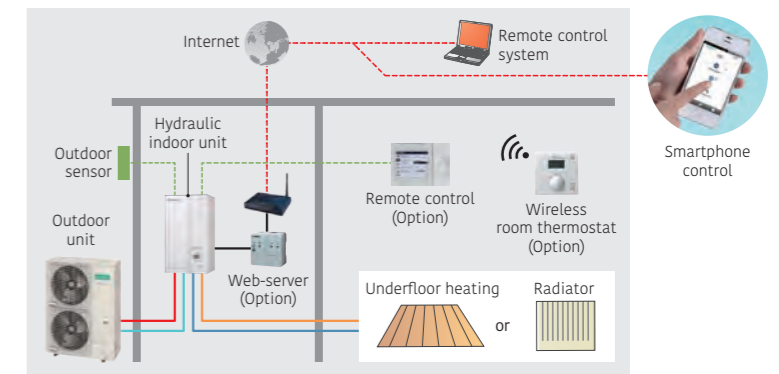 Internet
Remote control
system
Hydraulic
indoor unit
Outdoor
sensor
Smartphone
control
Remote control
(Option)
Wireless
room thermostat
(Option)
Outdoor
unit
Web-server
(Option)
Underfloor heating
Radiator
or